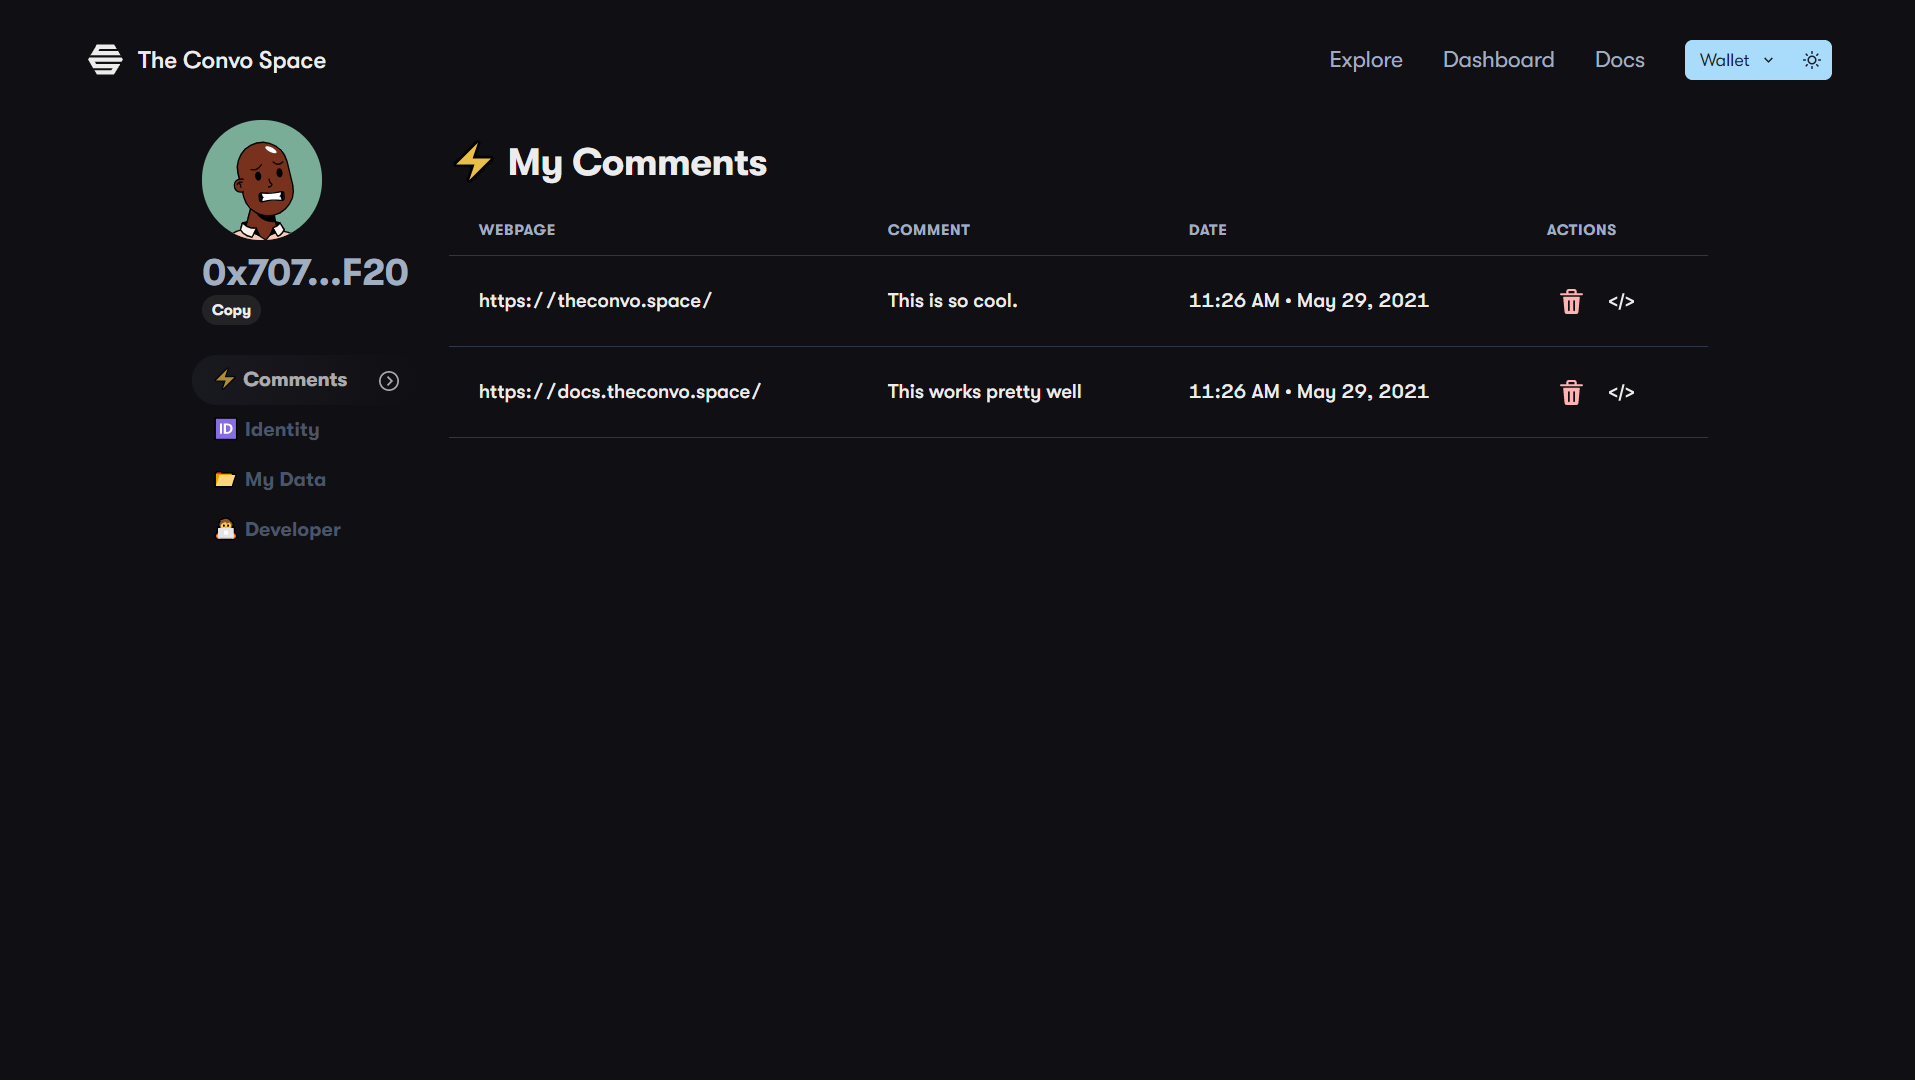 The Convo Space
Explore Dashboard Docs Wallet
0x707...F20
Copy
⚡ Comments
🆔 Identity
My Data
Developer
⚡ My Comments
WEBPAGE COMMENT DATE ACTIONS
https://theconvo.space/ This is so cool. 11:26 AM • May 29, 2021 </>
https://docs.theconvo.space/ This works pretty well 11:26 AM • May 29, 2021 </>